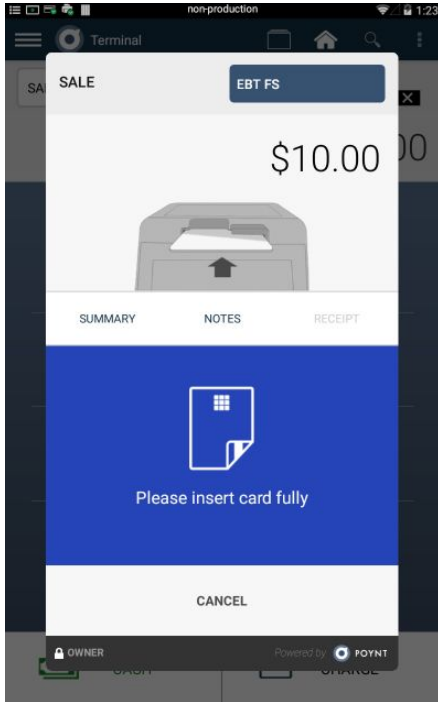 non-production
1:23
Terminal
SALE
EBT FS
SA
$10.00
00
SUMMARY
NOTES
RECEIPT
Please insert card fully
CANCEL
OWNER
Powered by
POYNT
CASH
CHARGE